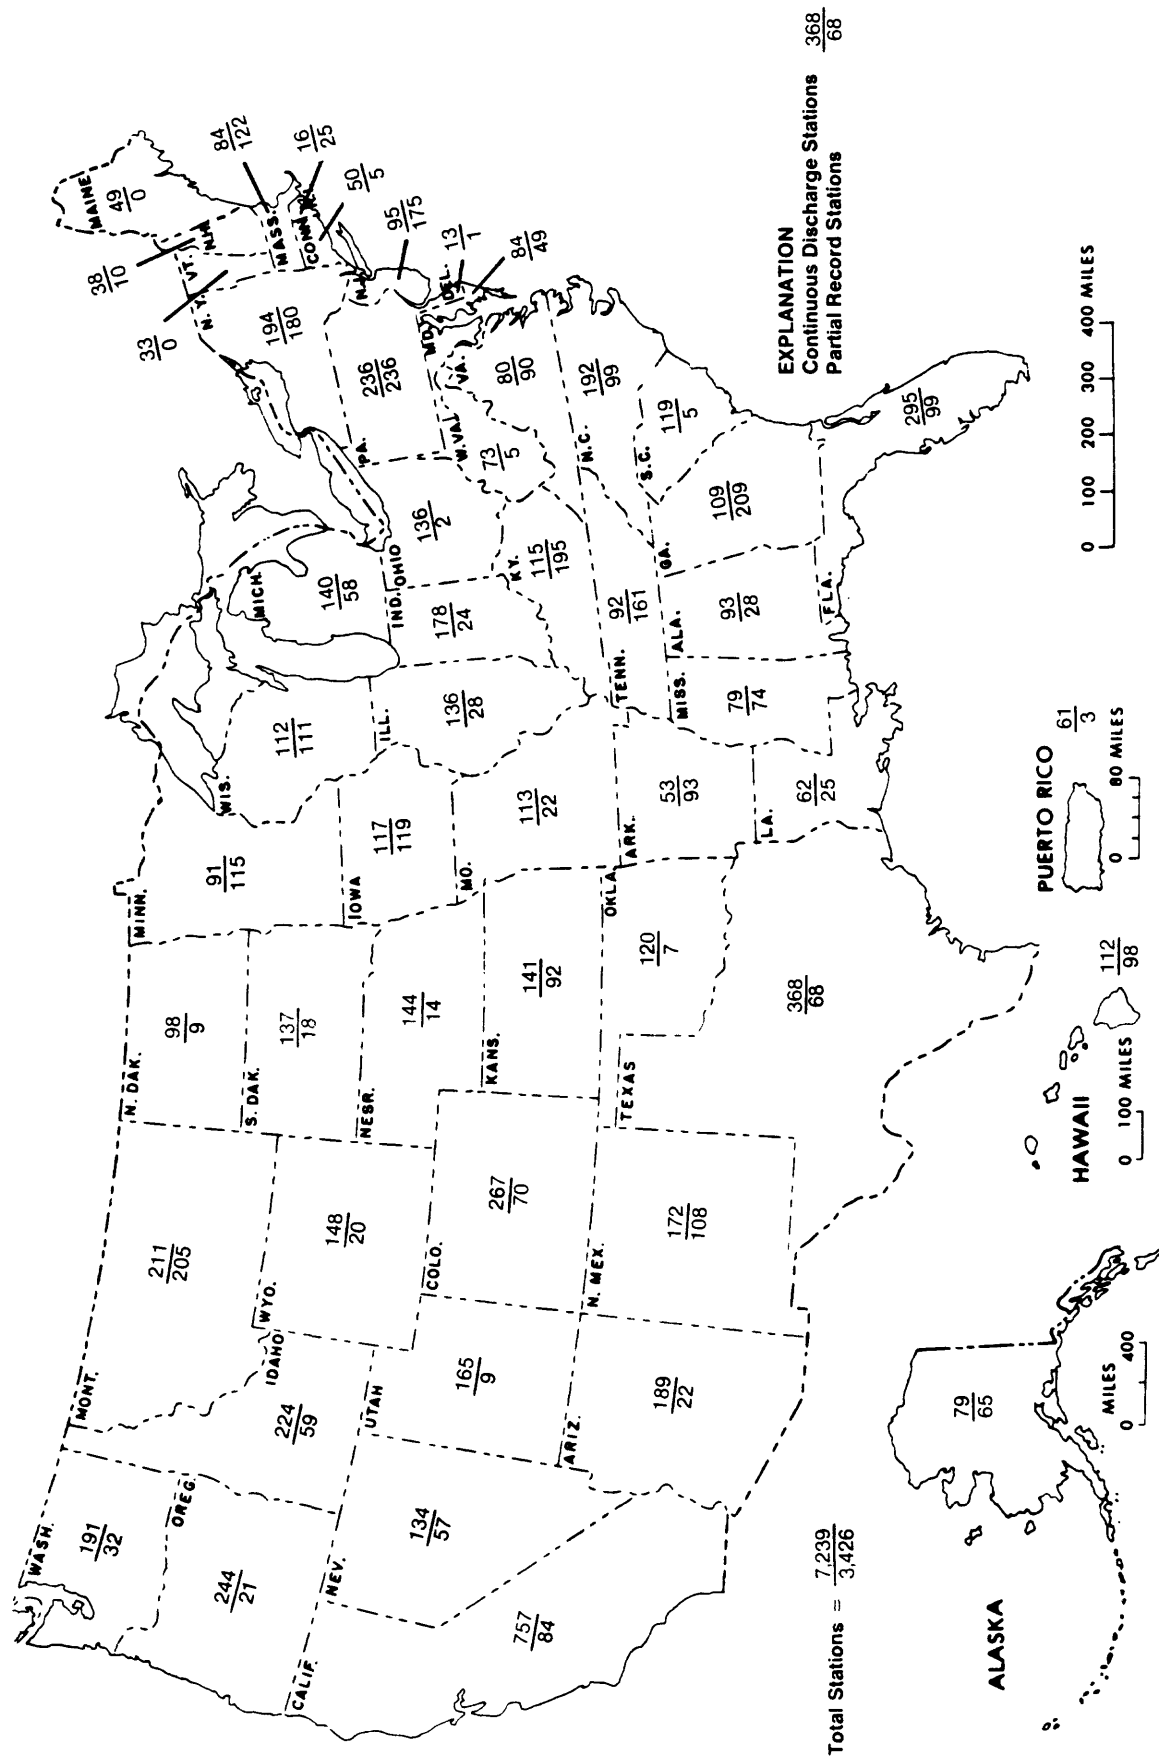 WASH.
191
32
OREG.
244
21
CALIF.
757
84
NEV.
134
57
IDAHO
224
59
MONT.
211
205
WYO.
148
20
UTAH
165
9
COLO.
267
70
ARIZ.
189
22
N. MEX.
172
108
N. DAK.
98
9
S. DAK.
137
18
NEBR.
144
14
KANS.
141
92
OKLA.
120
7
TEXAS
368
68
MINN.
91
115
IOWA
117
119
MO.
113
22
ARK.
53
93
LA.
62
25
WIS.
112
111
ILL.
136
28
MICH.
140
58
IND.
178
24
OHIO
136
2
KY.
115
195
TENN.
92
161
MISS.
79
74
ALA.
93
28
GA.
109
209
FLA.
295
99
S.C.
119
5
N.C.
192
99
VA.
80
90
W.VA.
73
5
PA.
236
236
N.Y.
194
180
VT.
33
0
N.H.
38
10
MAINE
49
0
MASS.
84
122
R.I.
16
25
CONN.
50
5
N.J.
95
175
DEL.
13
1
MD.
84
49
EXPLANATION
Continuous Discharge Stations 368
Partial Record Stations 68
0 100 200 300 400 MILES
Total Stations = 7,239
3,426
ALASKA
79
65
MILES
0 400
HAWAII
112
98
0 100 MILES
PUERTO RICO
61
3
0 80 MILES